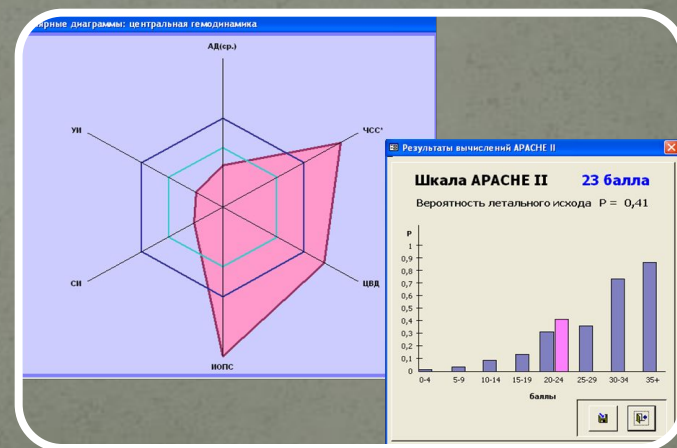 ярные диаграммы: центральная гемодинамика
АД(ср.)
УИ
ЧСС'
СИ
ЦВД
ИОПС
Результаты вычислений APACHE II
Шкала APACHE II 23 балла
Вероятность летального исхода P = 0,41
P
1
0,9
0,8
0,7
0,6
0,5
0,4
0,3
0,2
0,1
0
0-4 5-9 10-14 15-19 20-24 25-29 30-34 35+
баллы